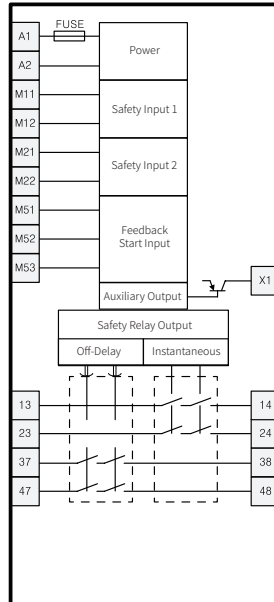 A1
FUSE
Power
A2
M11
Safety Input 1
M12
M21
Safety Input 2
M22
M51
Feedback
Start Input
M52
M53
X1
Auxiliary Output
Safety Relay Output
Off-Delay
Instantaneous
13
14
23
24
37
38
47
48